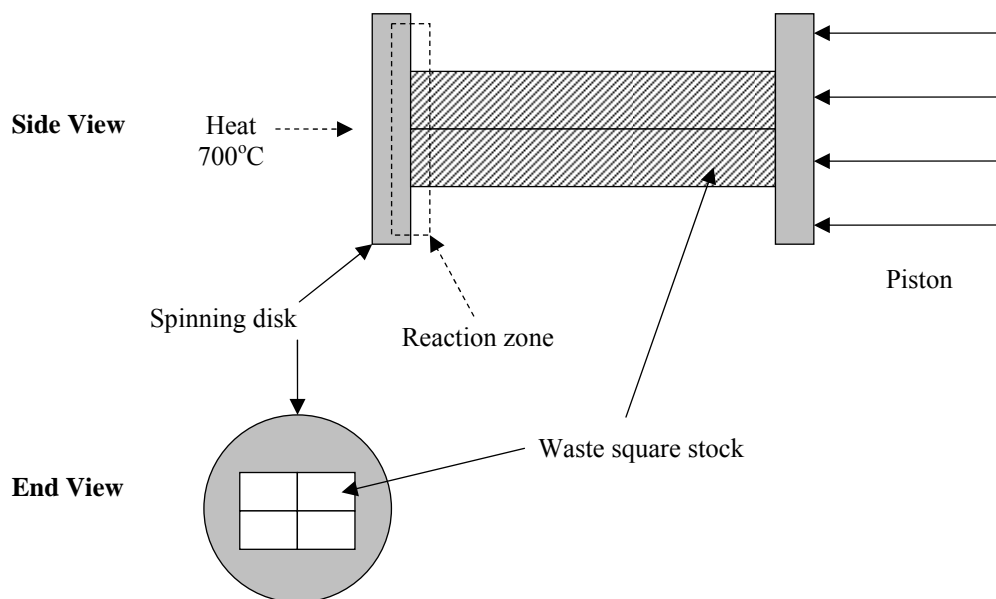 Side View
Heat
700°C
Piston
Spinning disk
Reaction zone
Waste square stock
End View